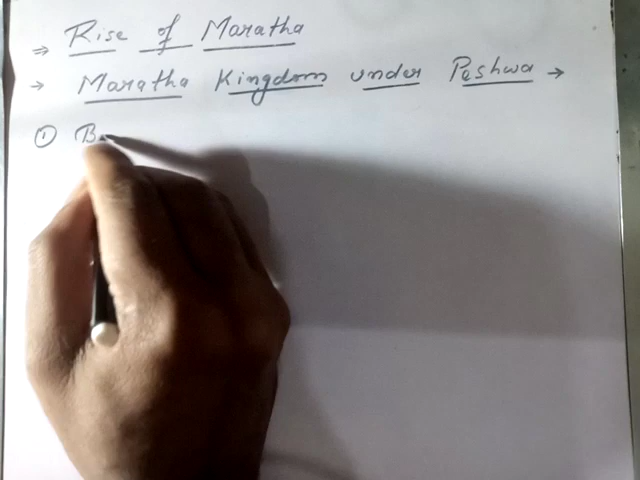 ⇒ Rise of Maratha
→ Maratha Kingdom under Peshwa →
① B